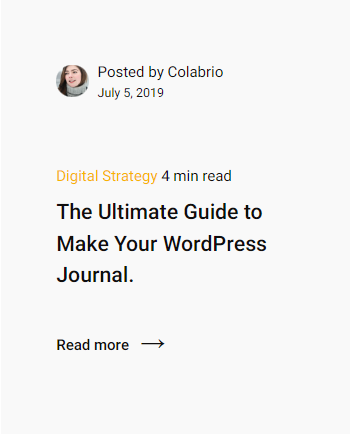 Posted by Colabrio
July 5, 2019
Digital Strategy 4 min read
The Ultimate Guide to
Make Your WordPress
Journal.
Read more →